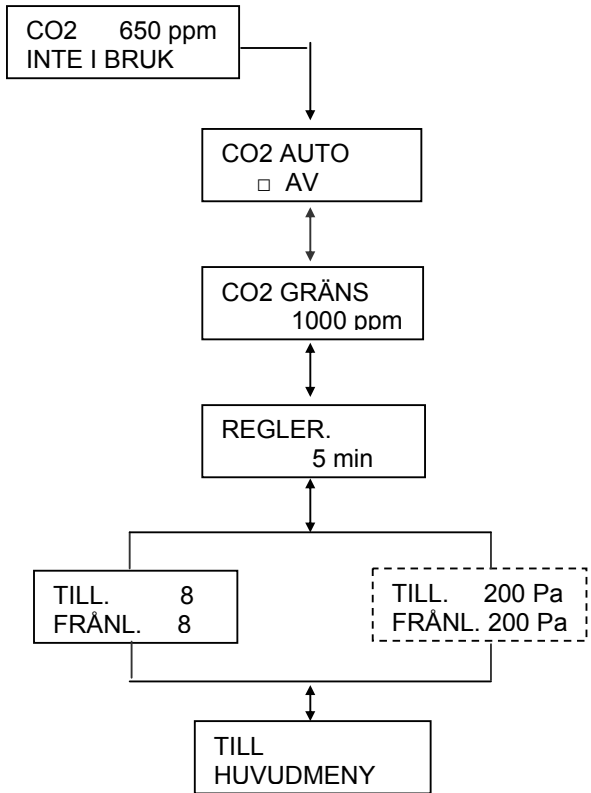 CO2 650 ppm
INTE I BRUK
CO2 AUTO
□ AV
CO2 GRÄNS
1000 ppm
REGLER.
5 min
TILL. 8
FRÅNL. 8
TILL. 200 Pa
FRÅNL. 200 Pa
TILL
HUVUDMENY